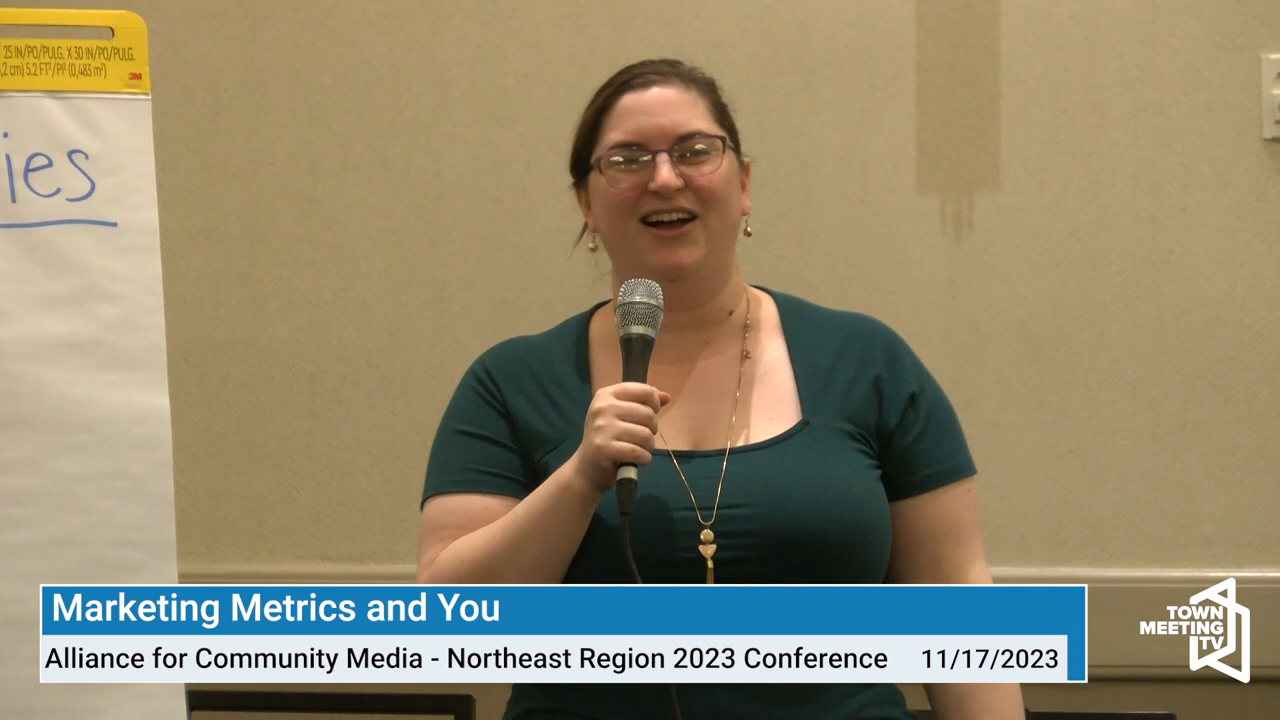 25 IN/PO/PULG. X 30 IN/PO/PULG.
,2 cm) 5.2 FT²/PI² (0,483 m²)
3M
ies
Marketing Metrics and You
Alliance for Community Media - Northeast Region 2023 Conference 11/17/2023
TOWN
MEETING
TV